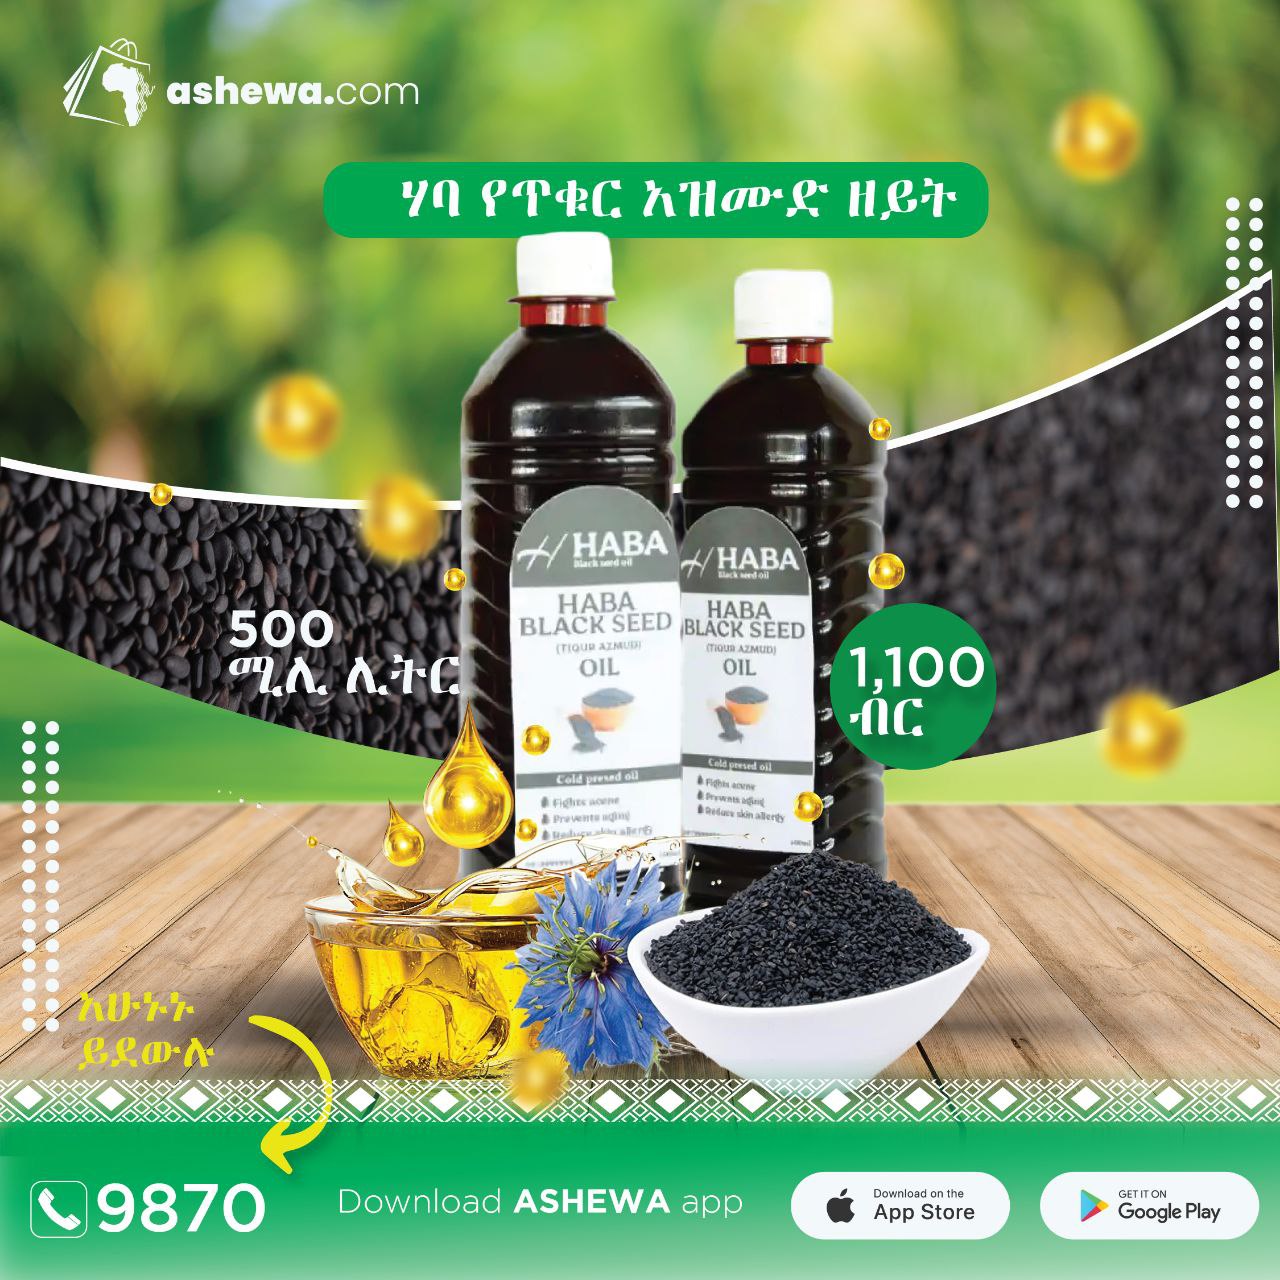 ashewa.com
ሃባ የጥቁር አዝሙድ ዘይት
HABA
Black seed oil
HABA
BLACK SEED
(TIQUR AZMUD)
OIL
Cold presed oil
Fights acene
Prevents aging
Reduce skin allergy
HABA
Black seed oil
HABA
BLACK SEED
(TIQUR AZMUD)
OIL
Cold presed oil
Fights acene
Prevents aging
Reduce skin allergy
500
ሚሊ ሊትር
1,100
ብር
አሁኑኑ
ይደውሉ
9870
Download ASHEWA app
Download on the
App Store
GET IT ON
Google Play